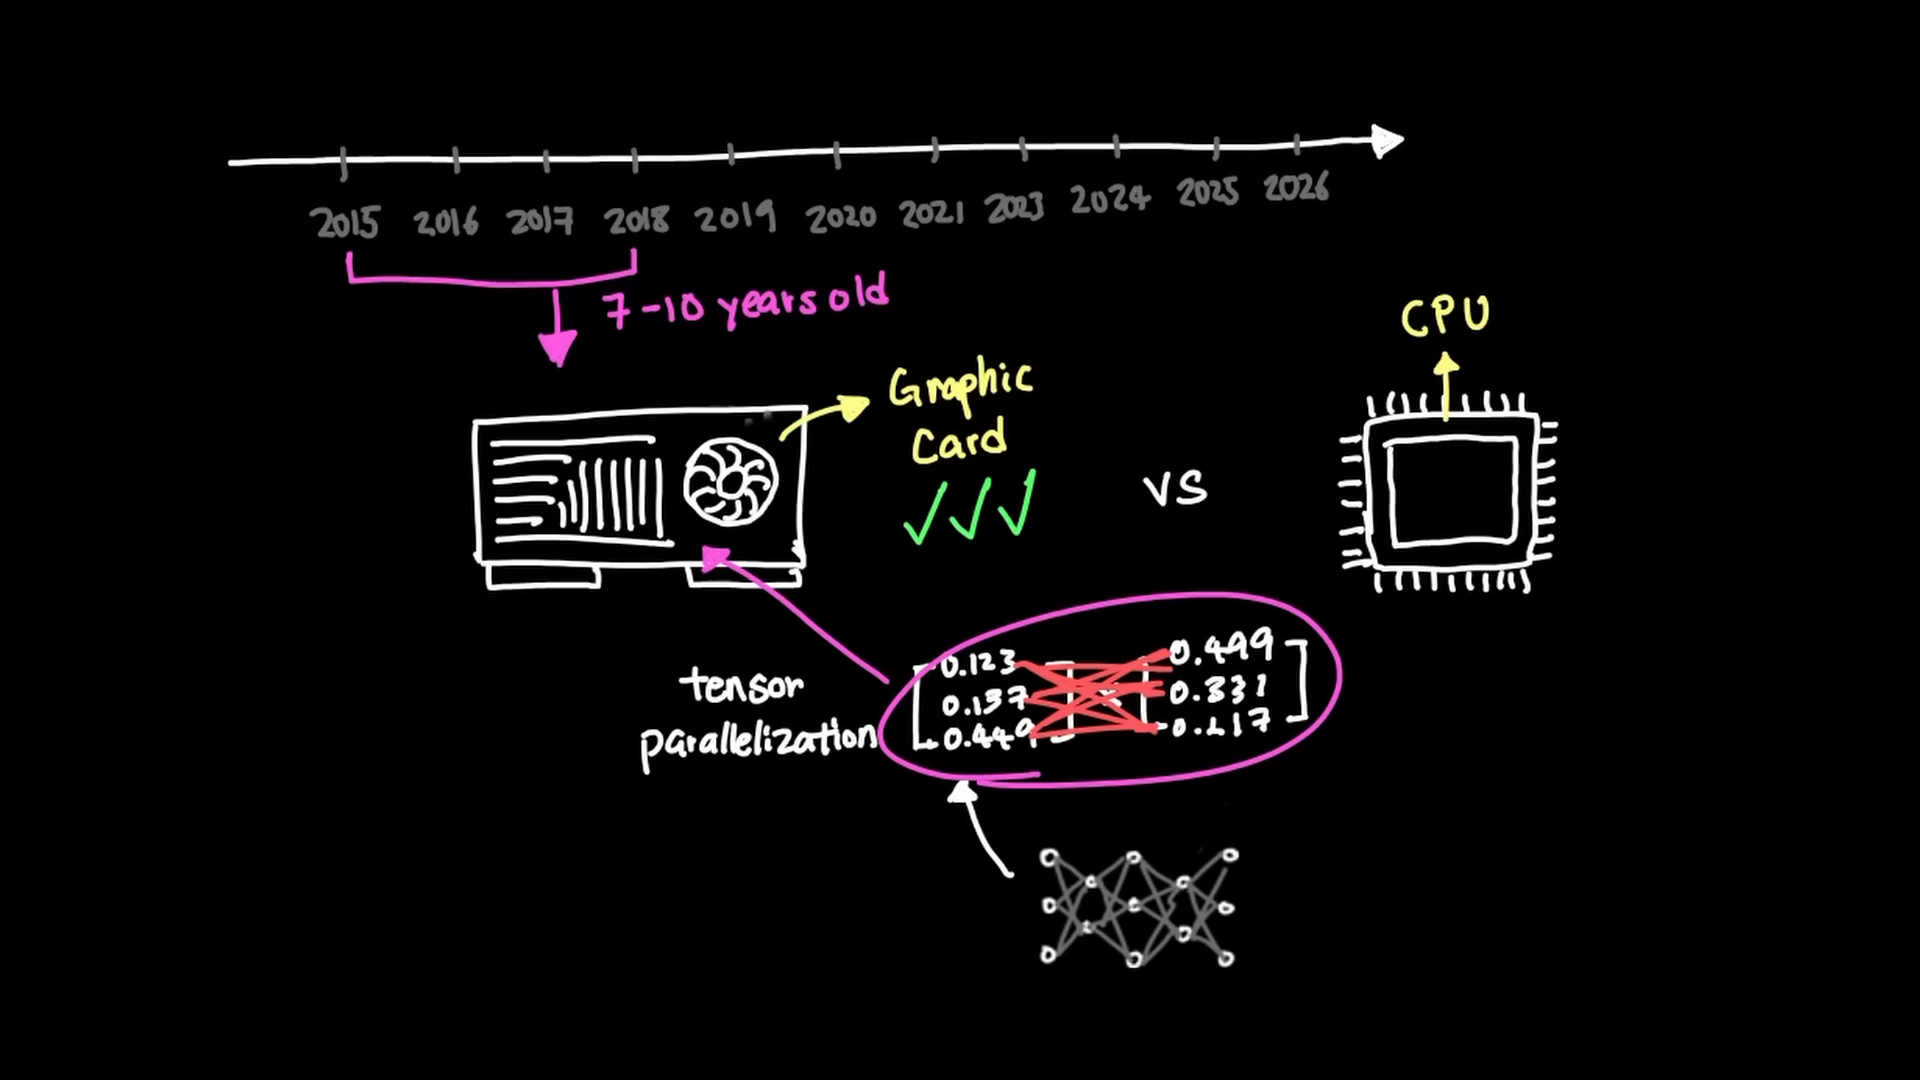 2015 2016 2017 2018 2019 2020 2021 2023 2024 2025 2026
7-10 years old
CPU
Graphic
Card
vs
tensor
parallelization
0.123
0.137
0.449
0.499
0.331